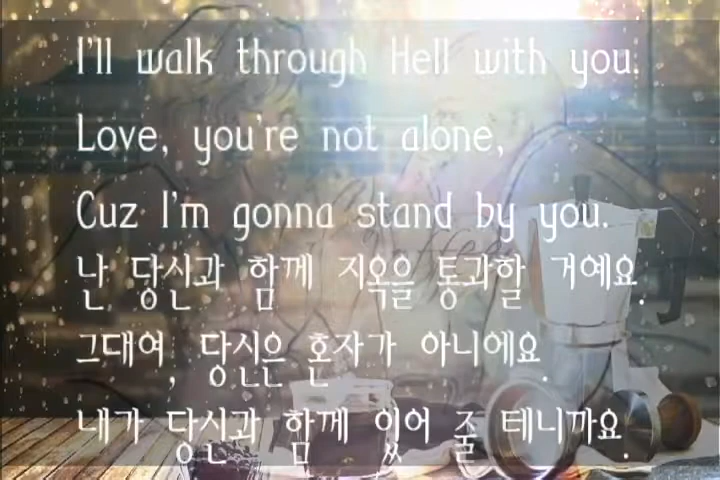 I'll walk through Hell with you.
Love, you're not alone,
Cuz I'm gonna stand by you.
난 당신과 함께 지옥을 통과할 거예요.
그대여, 당신은 혼자가 아니에요.
내가 당신과 함께 있어 줄 테니까요.